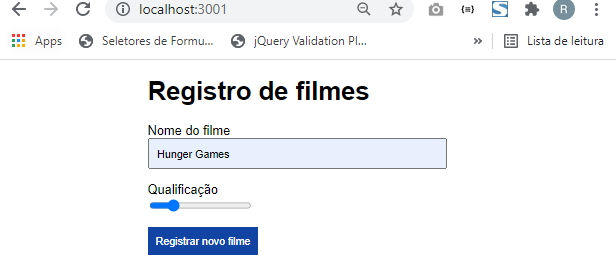 localhost:3001
R
Apps Seletores de Formu... jQuery Validation Pl... » Lista de leitura
Registro de filmes
Nome do filme
Hunger Games
Qualificação
Registrar novo filme